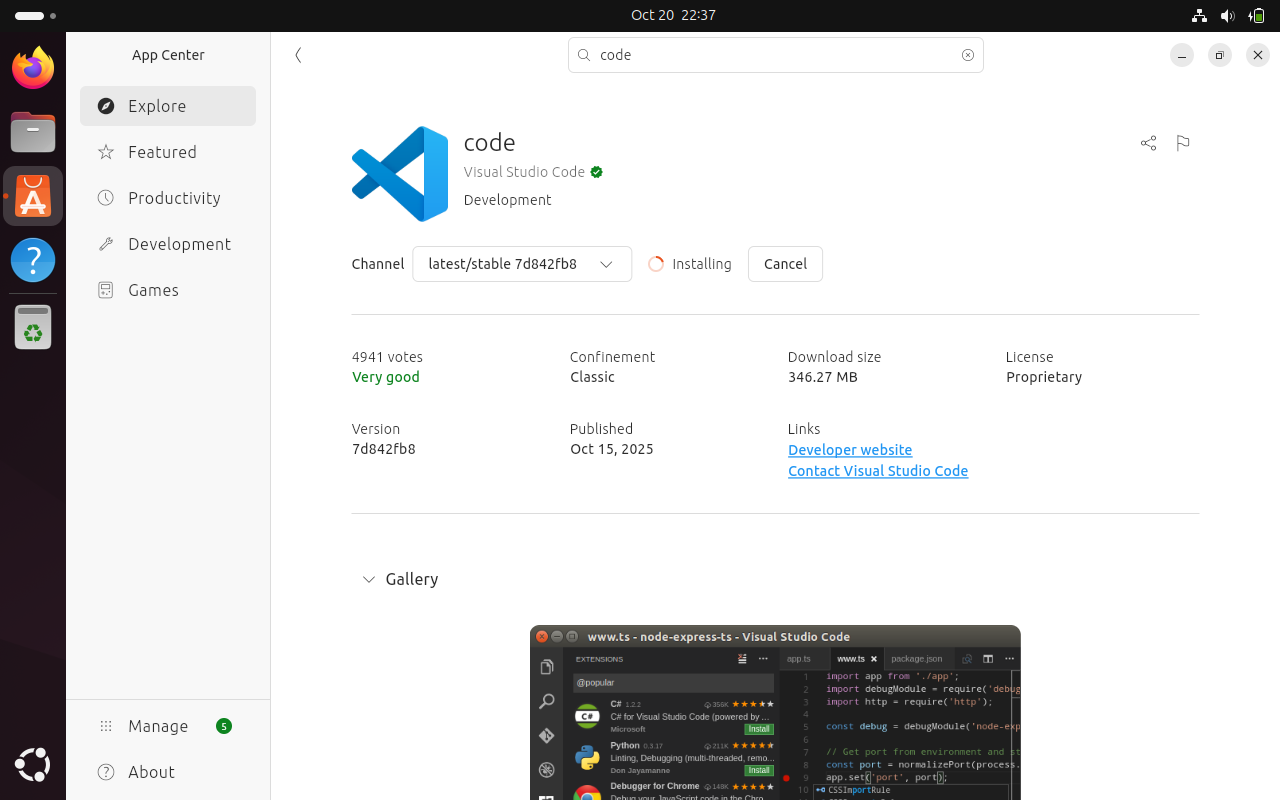 Oct 20 22:37
App Center
code
Explore
Featured
Productivity
Development
Games
Manage 5
About
code
Visual Studio Code
Development
Channel latest/stable 7d842fb8 Installing Cancel
4941 votes
Very good
Confinement
Classic
Download size
346.27 MB
License
Proprietary
Version
7d842fb8
Published
Oct 15, 2025
Links
Developer website
Contact Visual Studio Code
Gallery
www.ts - node-express-ts - Visual Studio Code
EXTENSIONS
@popular
C# 1.2.2 356K
C# for Visual Studio Code (powered by ...
Microsoft Install
Python 0.3.17 211K
Linting, Debugging (multi-threaded, remo...
Don Jayamanne Install
Debugger for Chrome 148K
Debug your JavaScript code in the Chro...
app.ts www.ts package.json
1 import app from './app';
2 import debugModule = require('debug
3 import http = require('http');
4
5 const debug = debugModule('node-exp
6
7 // Get port from environment and st
8 const port = normalizePort(process.
9 app.set('port', port);
10 CSSImportRule